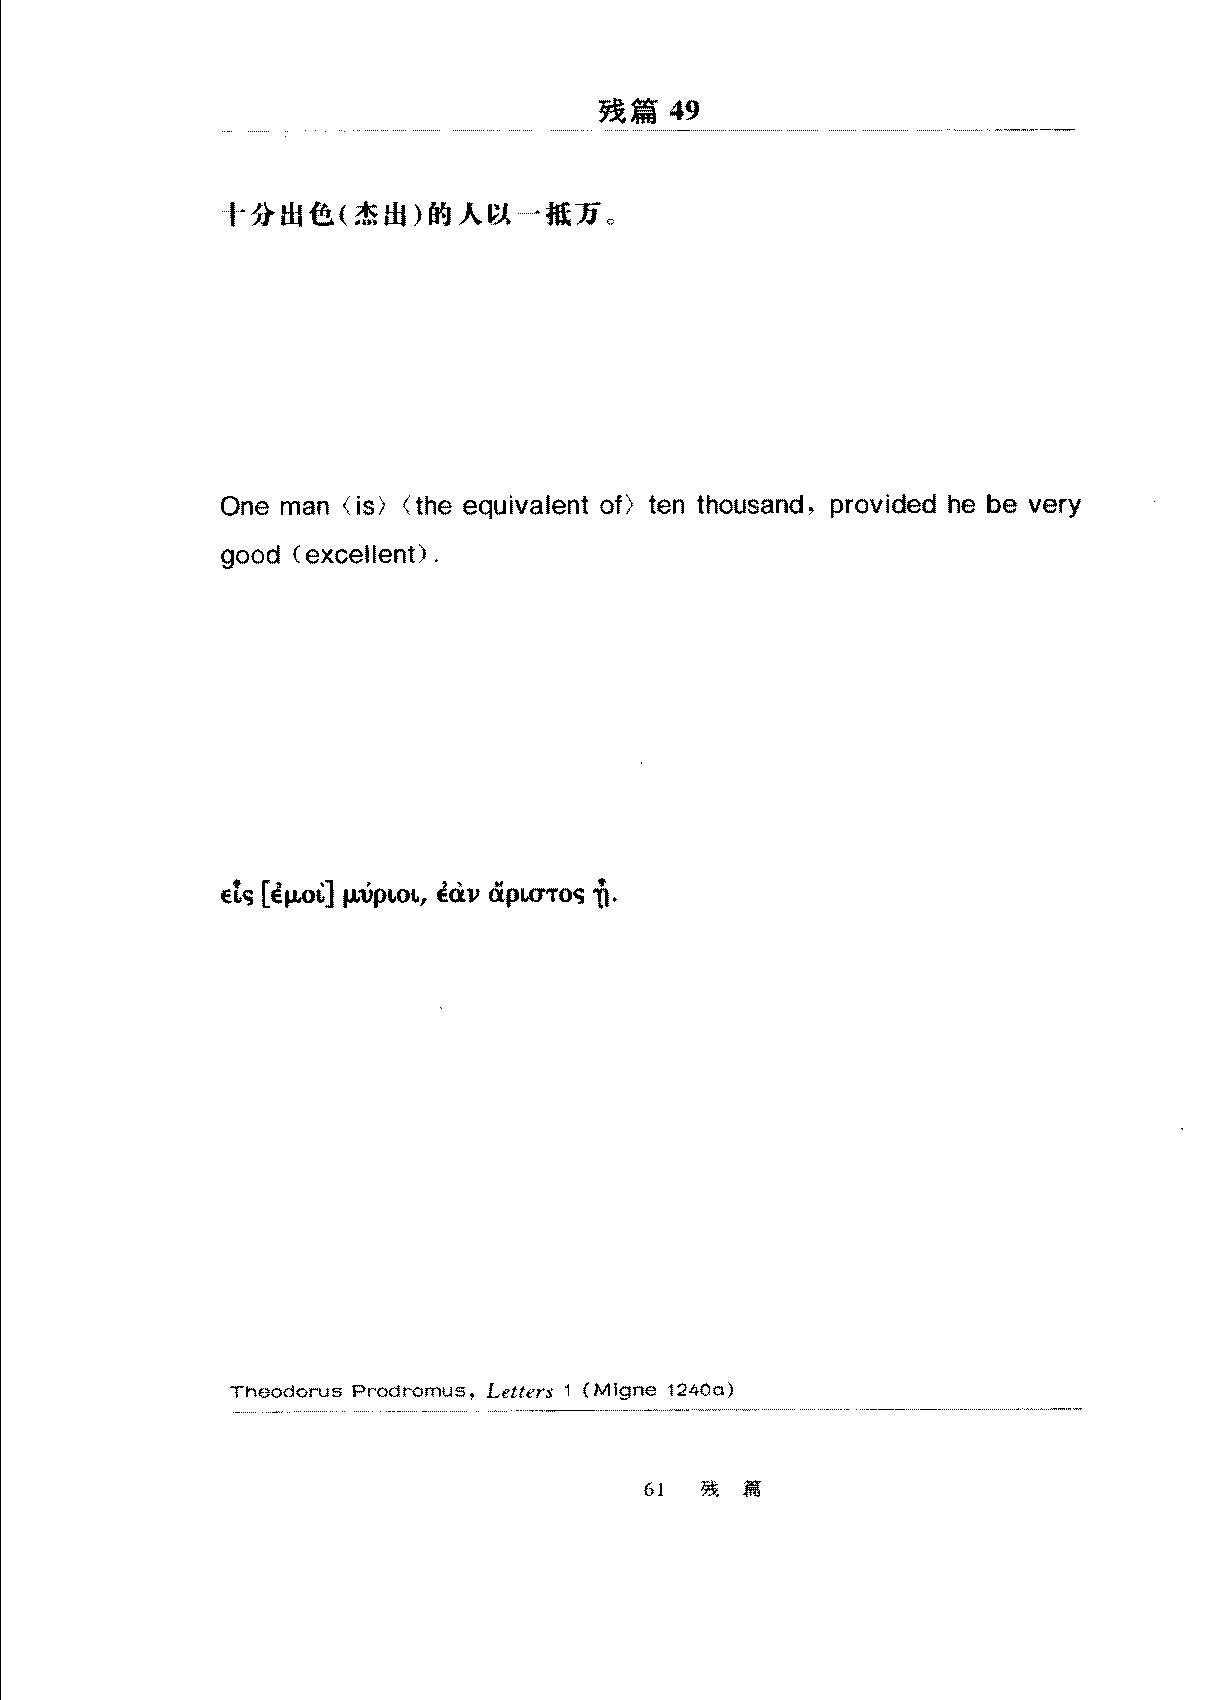 残篇 49
十分出色(杰出)的人以一抵万。
One man〈is〉〈the equivalent of〉ten thousand, provided he be very
good (excellent).
εἷς [ἐμοὶ] μύριοι, ἐὰν ἄριστος ᾖ.
Theodorus Prodromus, Letters 1 (Migne 1240a)
61 残 篇